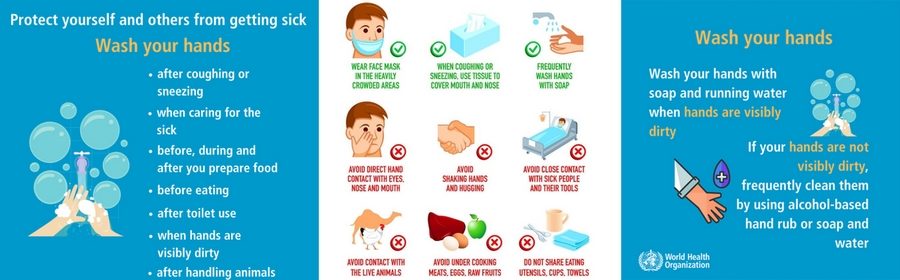 Protect yourself and others from getting sick
Wash your hands
• after coughing or
sneezing
• when caring for the
sick
• before, during and
after you prepare food
• before eating
• after toilet use
• when hands are
visibly dirty
• after handling animals
WEAR FACE MASK
IN THE HEAVILY
CROWDED AREAS
WHEN COUGHING OR
SNEEZING, USE TISSUE TO
COVER MOUTH AND NOSE
FREQUENTLY
WASH HANDS
WITH SOAP
AVOID DIRECT HAND
CONTACT WITH EYES,
NOSE AND MOUTH
AVOID
SHAKING HANDS
AND HUGGING
AVOID CLOSE CONTACT
WITH SICK PEOPLE
AND THEIR TOOLS
AVOID CONTACT WITH
THE LIVE ANIMALS
AVOID UNDER COOKING
MEATS, EGGS, RAW FRUITS
DO NOT SHARE EATING
UTENSILS, CUPS, TOWELS
Wash your hands
Wash your hands with
soap and running water
when hands are visibly
dirty
If your hands are not
visibly dirty,
frequently clean them
by using alcohol-based
hand rub or soap and
water
World Health
Organization